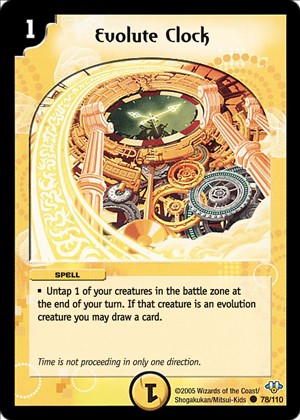 1
Evolute Clock
SPELL
▪ Untap 1 of your creatures in the battle zone at
the end of your turn. If that creature is an evolution
creature you may draw a card.
Time is not proceeding in only one direction.
1
©2005 Wizards of the Coast/
Shogakukan/Mitsui-Kids ● 78/110